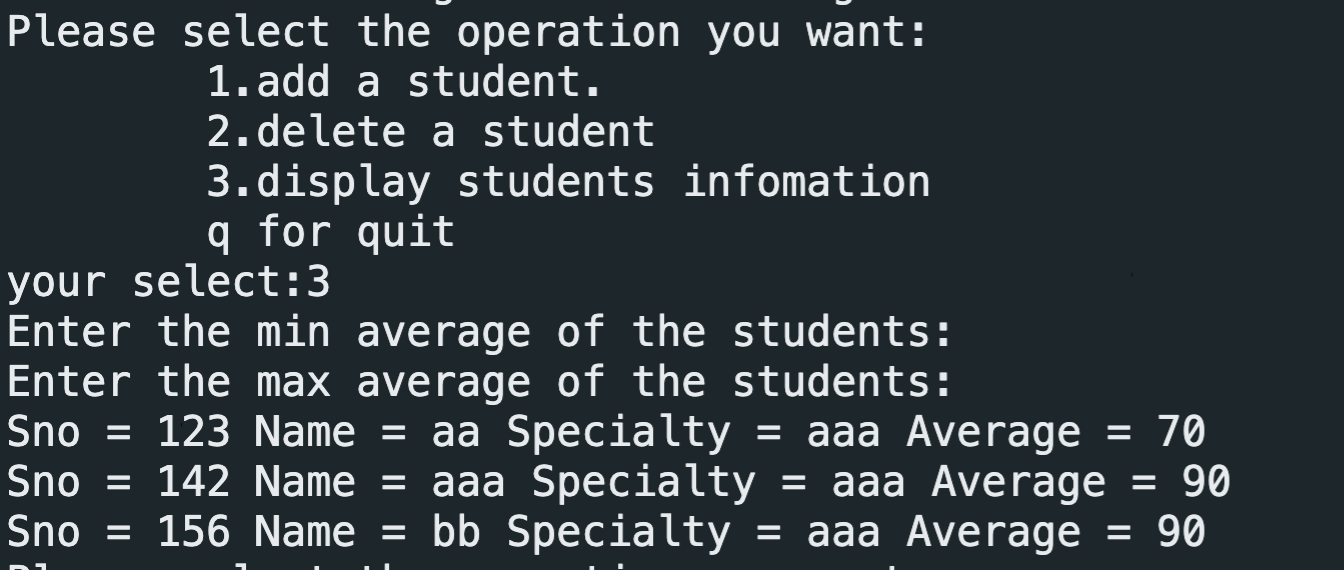 Please select the operation you want:
1.add a student.
2.delete a student
3.display students infomation
q for quit
your select:3
Enter the min average of the students:
Enter the max average of the students:
Sno = 123 Name = aa Specialty = aaa Average = 70
Sno = 142 Name = aaa Specialty = aaa Average = 90
Sno = 156 Name = bb Specialty = aaa Average = 90